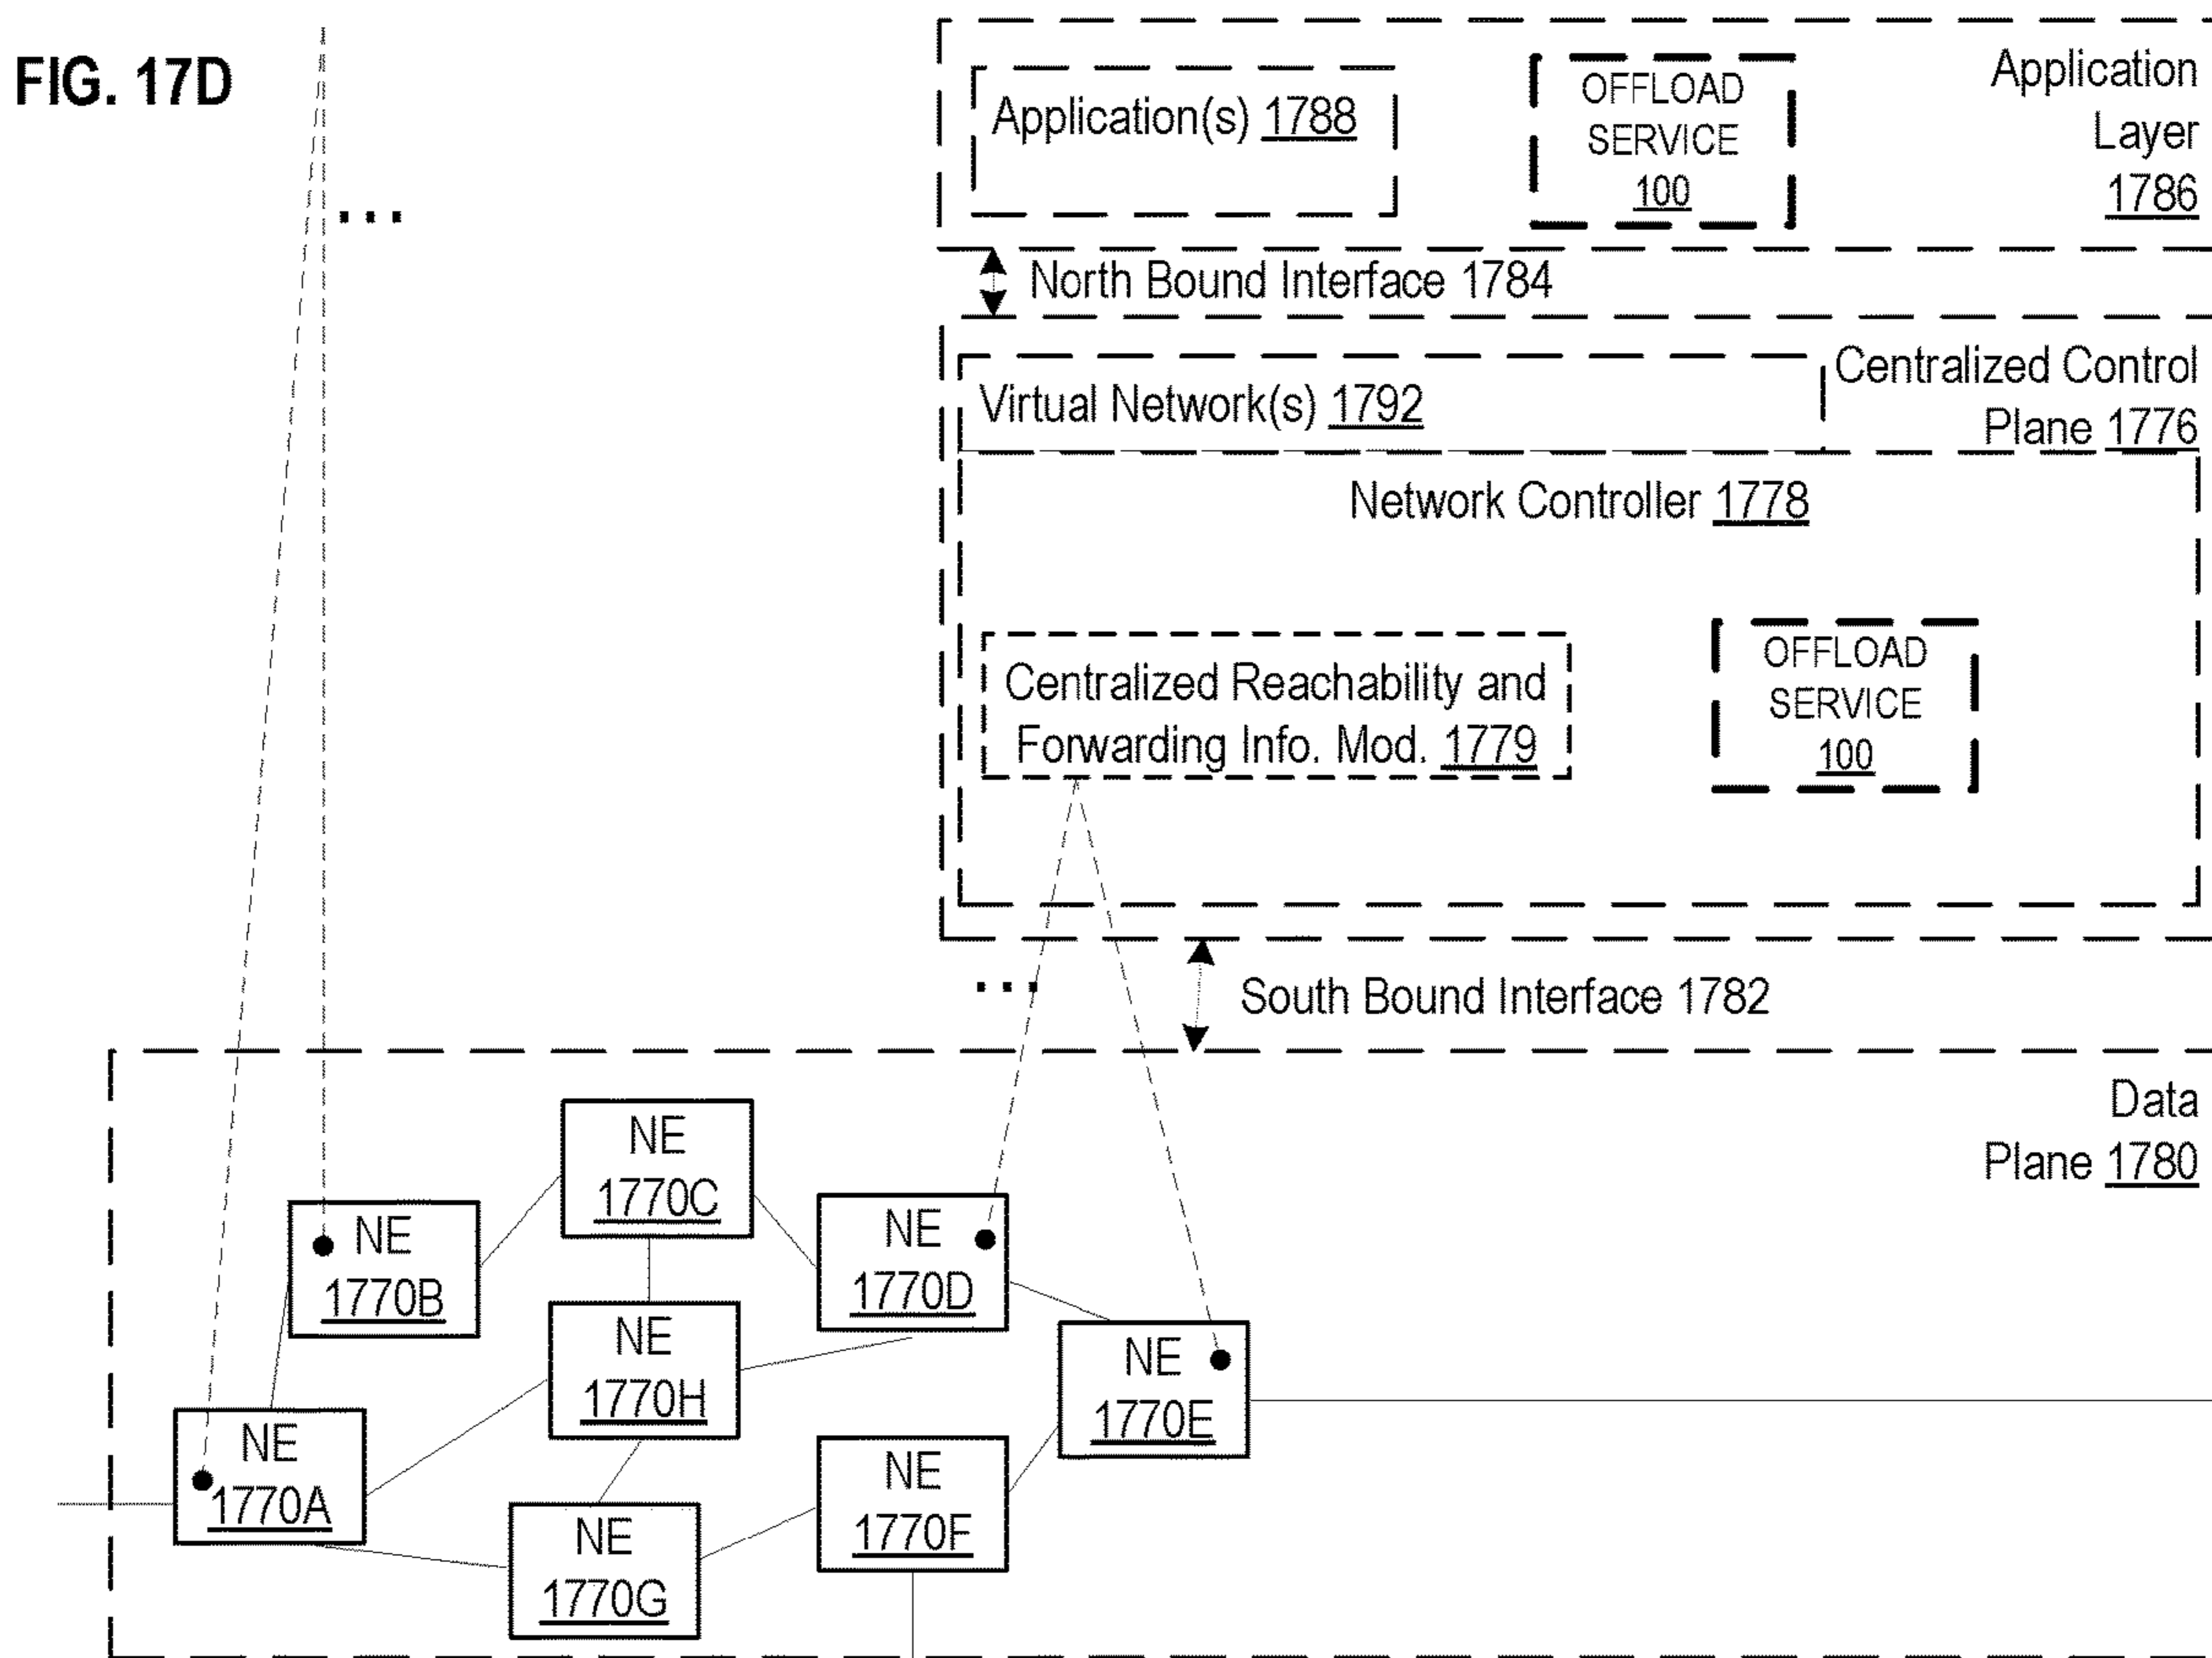 FIG. 17D
Application(s) 1788
OFFLOAD
SERVICE
100
Application
Layer
1786
...
North Bound Interface 1784
Virtual Network(s) 1792
Centralized Control
Plane 1776
Network Controller 1778
Centralized Reachability and
Forwarding Info. Mod. 1779
OFFLOAD
SERVICE
100
...
South Bound Interface 1782
Data
Plane 1780
NE
1770C
NE
1770B
NE
1770D
NE
1770H
NE
1770E
NE
1770A
NE
1770F
NE
1770G